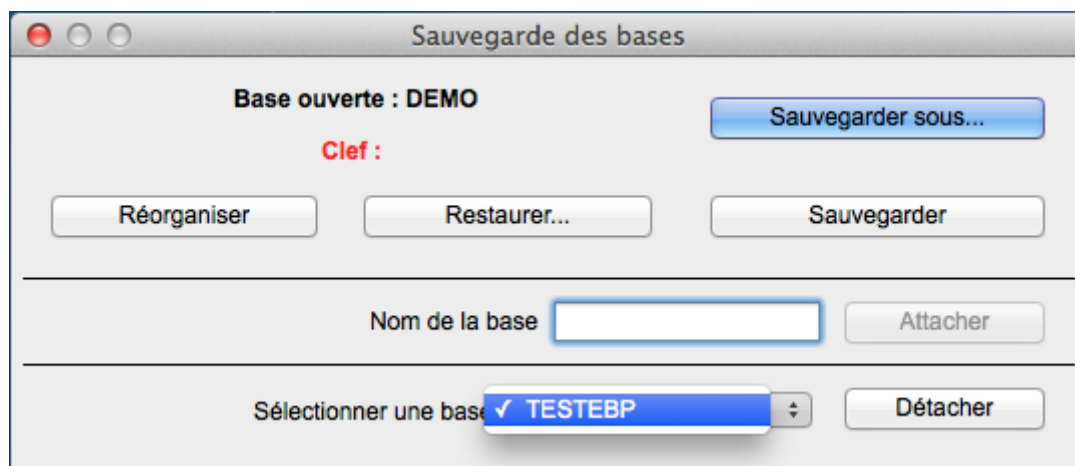 Sauvegarde des bases
Base ouverte : DEMO
Sauvegarder sous...
Clef :
Réorganiser
Restaurer...
Sauvegarder
Nom de la base
Attacher
Sélectionner une base
✓ TESTEBP
Détacher